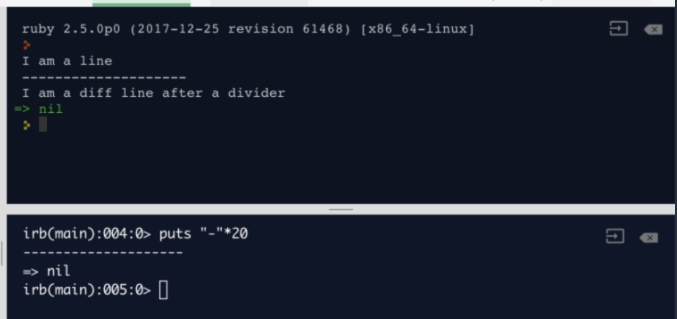 ruby 2.5.0p0 (2017-12-25 revision 61468) [x86_64-linux]
I am a line
--------------------
I am a diff line after a divider
=> nil
irb(main):004:0> puts "-"*20
--------------------
=> nil
irb(main):005:0>